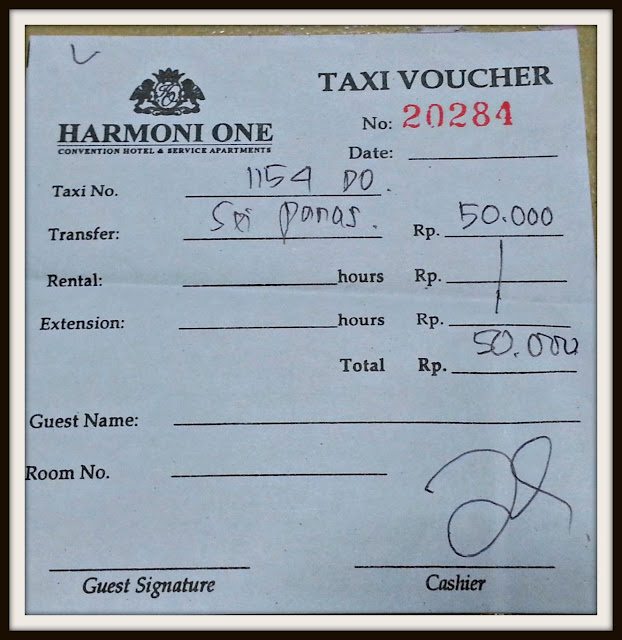 TAXI VOUCHER
HARMONI ONE
CONVENTION HOTEL & SERVICE APARTMENTS
No: 20284
Date:
Taxi No. 1154 DO.
Transfer: Sei Panas. Rp. 50.000
Rental: hours Rp.
Extension: hours Rp.
Total Rp. 50.000
Guest Name:
Room No.
Guest Signature Cashier